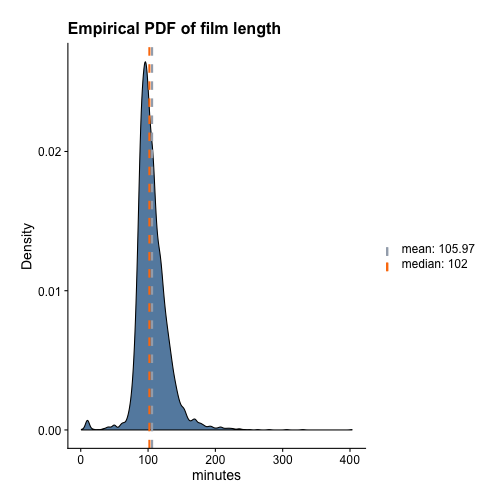 Empirical PDF of film length
Density
0.02
0.01
0.00
0 100 200 300 400
minutes
mean: 105.97
median: 102